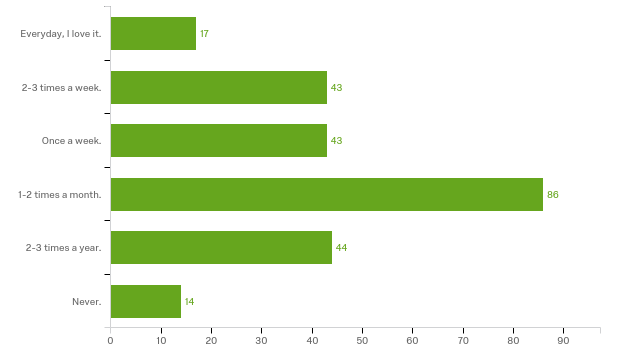 Everyday, I love it.
17
2-3 times a week.
43
Once a week.
43
1-2 times a month.
86
2-3 times a year.
44
Never.
14
0 10 20 30 40 50 60 70 80 90